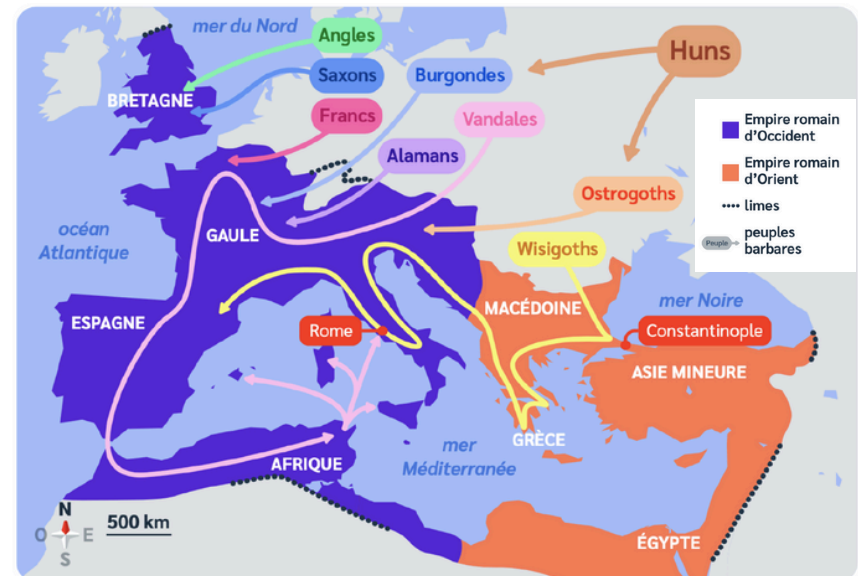 mer du Nord
Angles
Saxons
Burgondes
Huns
BRETAGNE
Francs
Vandales
Alamans
Empire romain
d'Occident
Empire romain
d'Orient
limes
Peuple
peuples
barbares
Ostrogoths
océan
Atlantique
GAULE
Wisigoths
ESPAGNE
Rome
MACÉDOINE
mer Noire
Constantinople
ASIE MINEURE
GRÈCE
mer
Méditerranée
AFRIQUE
ÉGYPTE
N
O
E
S
500 km